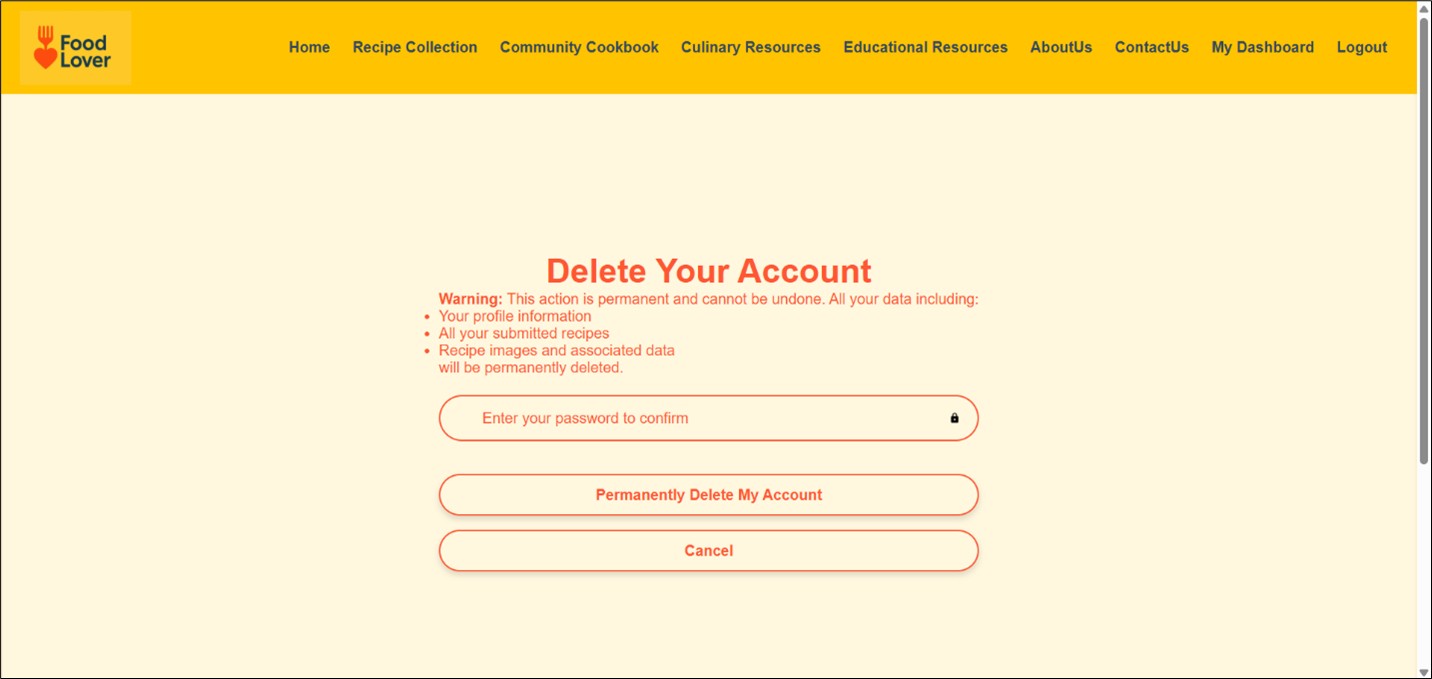 Food
Lover
Home Recipe Collection Community Cookbook Culinary Resources Educational Resources AboutUs ContactUs My Dashboard Logout
Delete Your Account
Warning: This action is permanent and cannot be undone. All your data including:
• Your profile information
• All your submitted recipes
• Recipe images and associated data
will be permanently deleted.
Enter your password to confirm
Permanently Delete My Account
Cancel